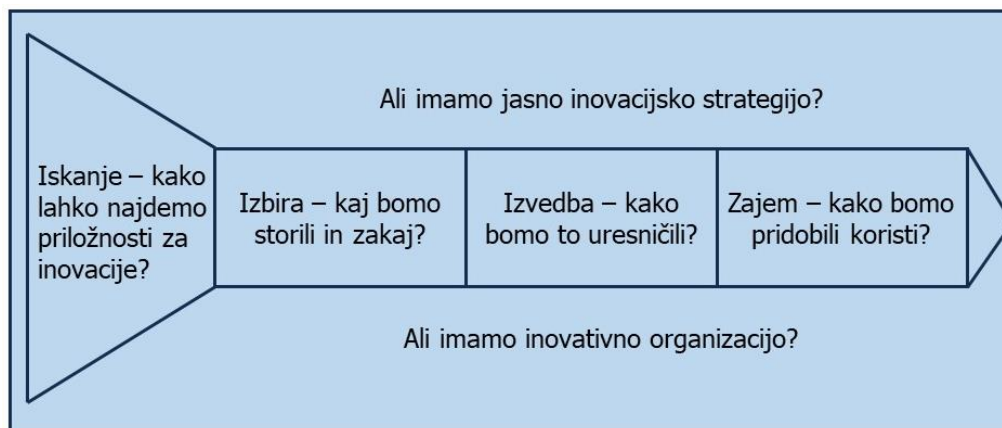 Ali imamo jasno inovacijsko strategijo?
Iskanje – kako
lahko najdemo
priložnosti za
inovacije?
Izbira – kaj bomo
storili in zakaj?
Izvedba – kako
bomo to uresničili?
Zajem – kako bomo
pridobili koristi?
Ali imamo inovativno organizacijo?